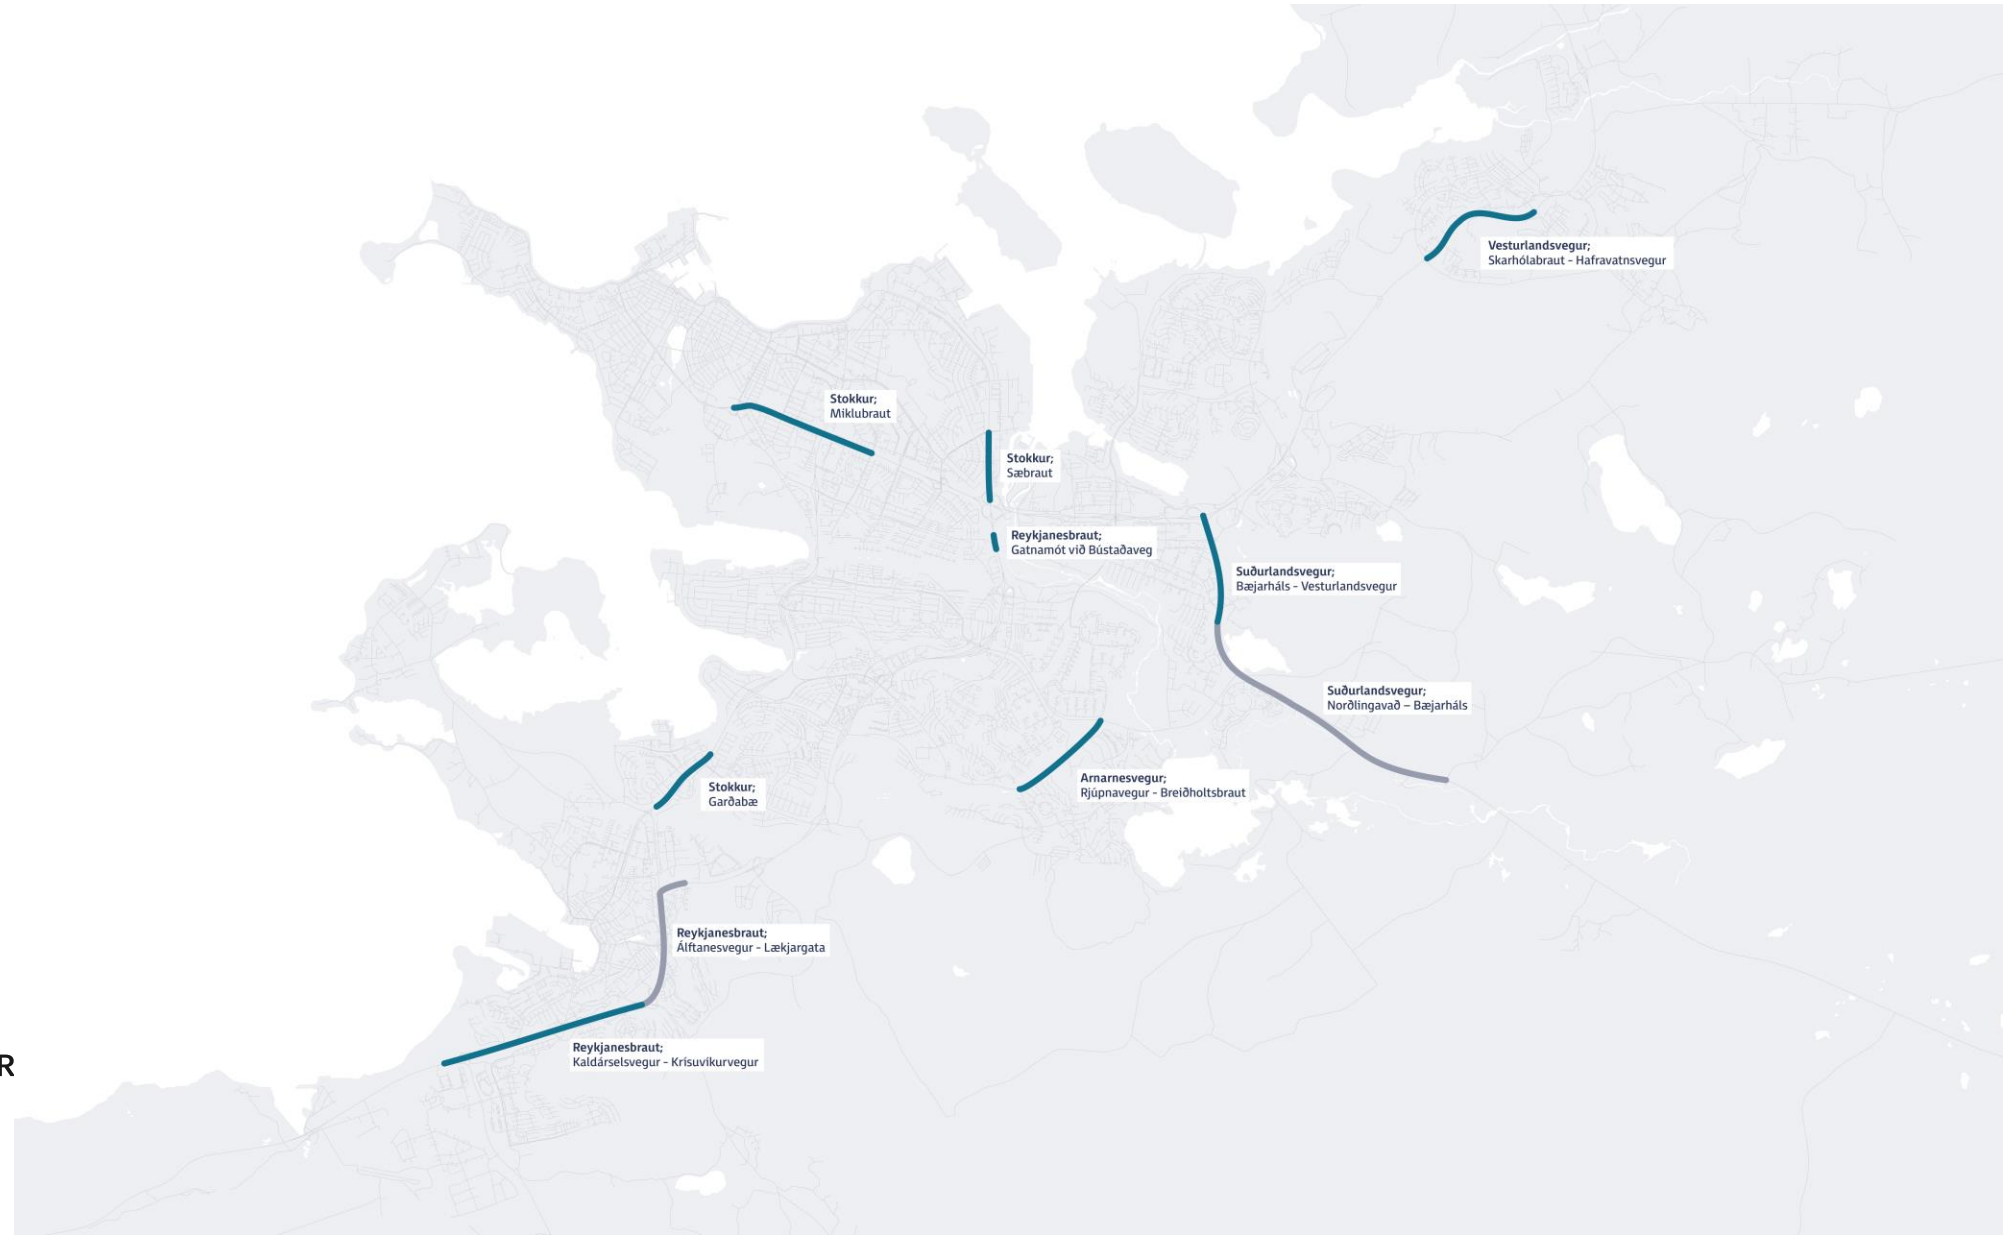 Vesturlandsvegur;
Skarhólabraut - Hafravatnsvegur
Stokkur;
Miklubraut
Stokkur;
Sæbraut
Reykjanesbraut;
Gatnamót við Bústaðaveg
Suðurlandsvegur;
Bæjarháls - Vesturlandsvegur
Suðurlandsvegur;
Norðlingavað – Bæjarháls
Stokkur;
Garðabæ
Arnarnesvegur;
Rjúpnavegur - Breiðholtsbraut
Reykjanesbraut;
Álftanesvegur - Lækjargata
Reykjanesbraut;
Kaldárselsvegur - Krísuvíkurvegur
R